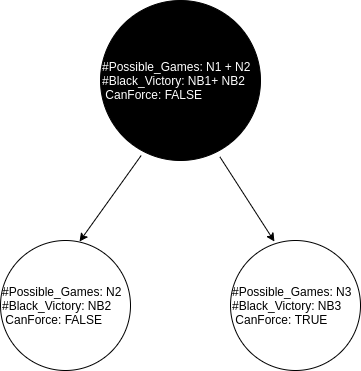 #Possible_Games: N1 + N2
#Black_Victory: NB1+ NB2
CanForce: FALSE
#Possible_Games: N2
#Black_Victory: NB2
CanForce: FALSE
#Possible_Games: N3
#Black_Victory: NB3
CanForce: TRUE